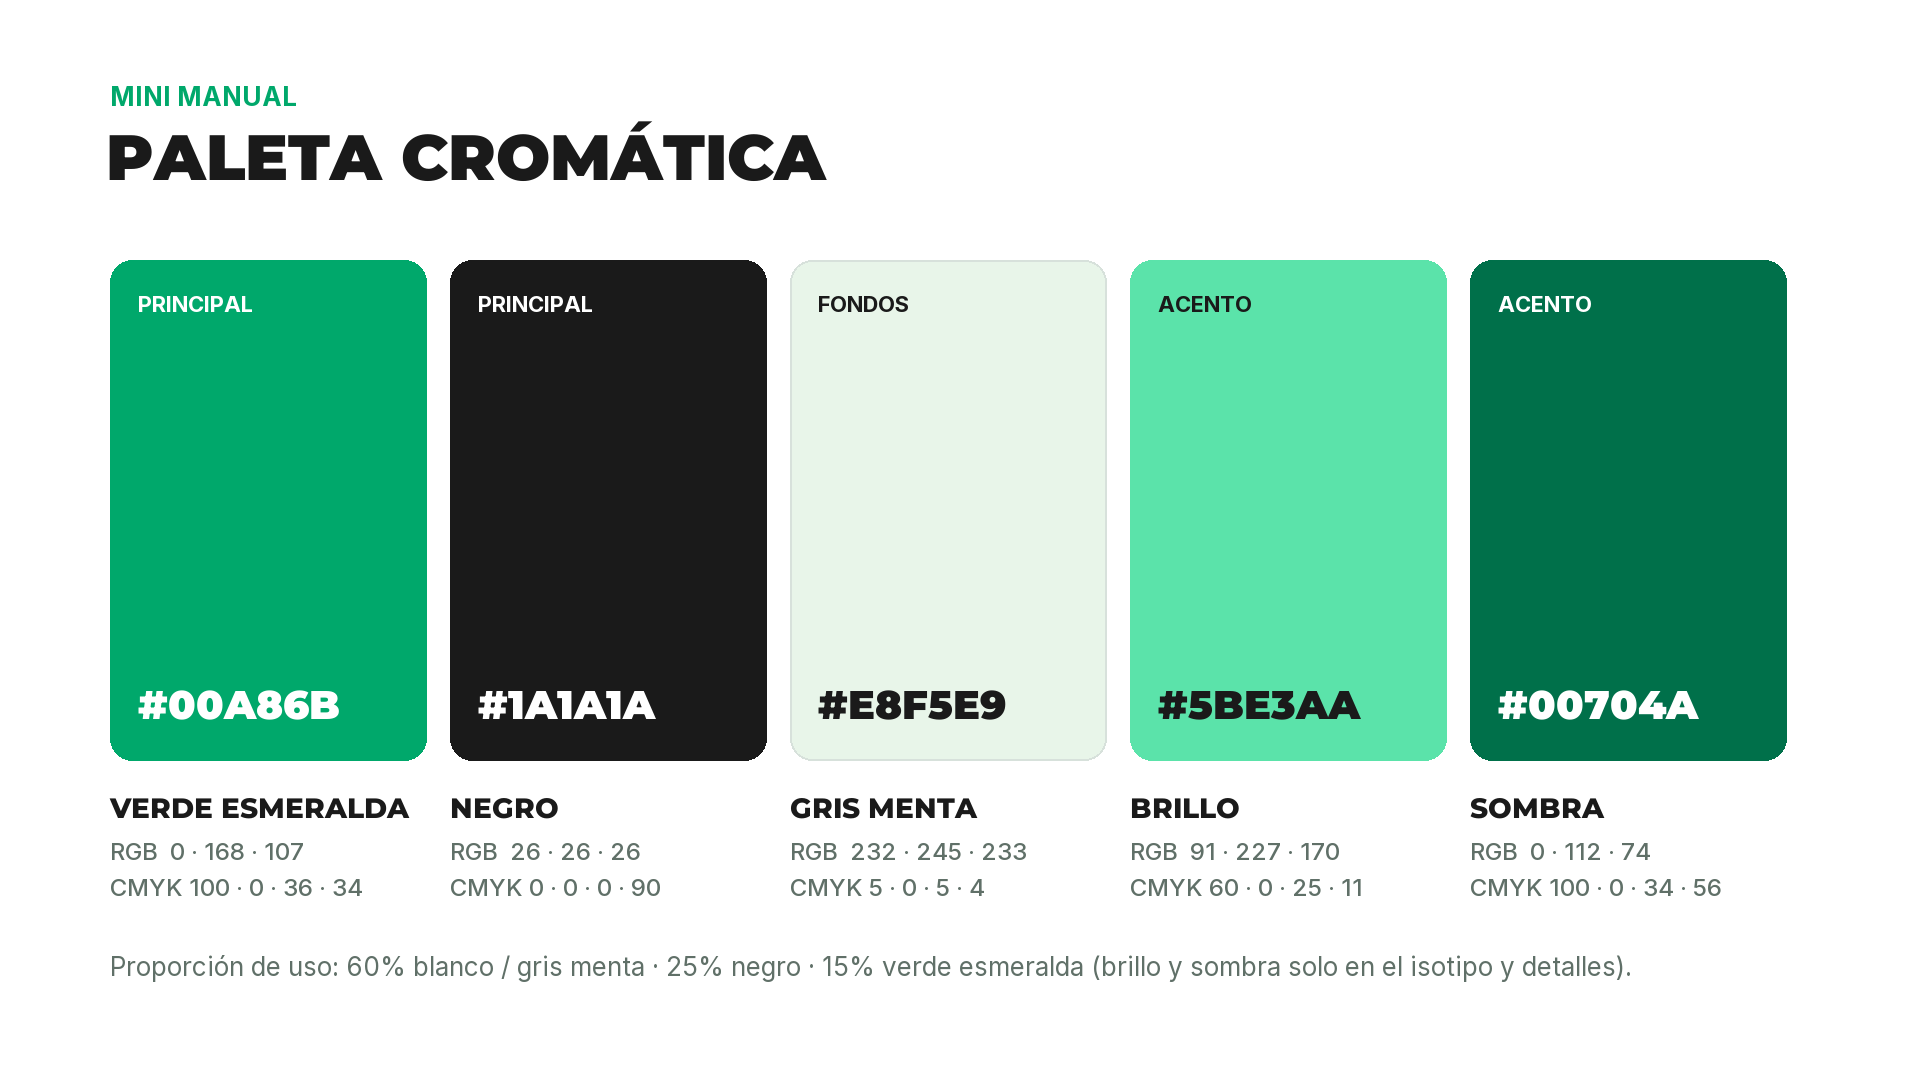 MINI MANUAL
PALETA CROMÁTICA
PRINCIPAL
#00A86B
VERDE ESMERALDA
RGB 0 · 168 · 107
CMYK 100 · 0 · 36 · 34
PRINCIPAL
#1A1A1A
NEGRO
RGB 26 · 26 · 26
CMYK 0 · 0 · 0 · 90
FONDOS
#E8F5E9
GRIS MENTA
RGB 232 · 245 · 233
CMYK 5 · 0 · 5 · 4
ACENTO
#5BE3AA
BRILLO
RGB 91 · 227 · 170
CMYK 60 · 0 · 25 · 11
ACENTO
#00704A
SOMBRA
RGB 0 · 112 · 74
CMYK 100 · 0 · 34 · 56
Proporción de uso: 60% blanco / gris menta · 25% negro · 15% verde esmeralda (brillo y sombra solo en el isotipo y detalles).